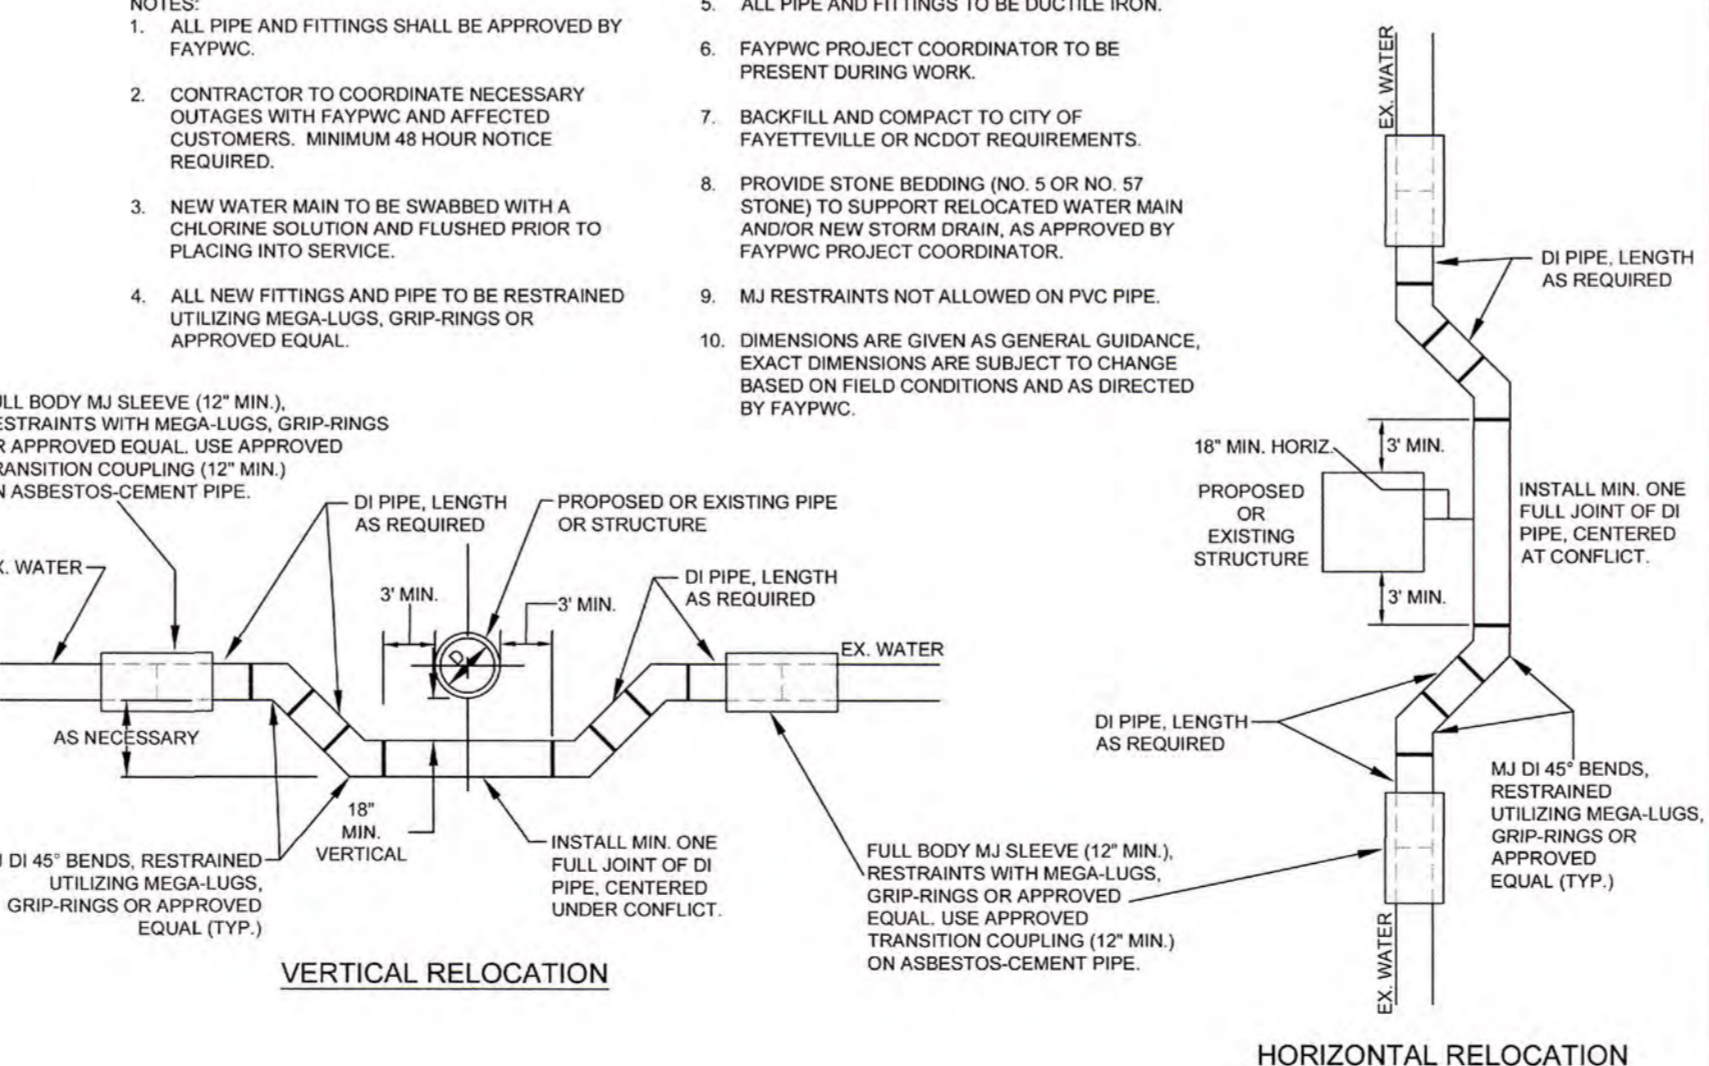 NOTES:
1. ALL PIPE AND FITTINGS SHALL BE APPROVED BY
FAYPWC.
2. CONTRACTOR TO COORDINATE NECESSARY
OUTAGES WITH FAYPWC AND AFFECTED
CUSTOMERS. MINIMUM 48 HOUR NOTICE
REQUIRED.
3. NEW WATER MAIN TO BE SWABBED WITH A
CHLORINE SOLUTION AND FLUSHED PRIOR TO
PLACING INTO SERVICE.
4. ALL NEW FITTINGS AND PIPE TO BE RESTRAINED
UTILIZING MEGA-LUGS, GRIP-RINGS OR
APPROVED EQUAL.
5. ALL PIPE AND FITTINGS TO BE DUCTILE IRON.
6. FAYPWC PROJECT COORDINATOR TO BE
PRESENT DURING WORK.
7. BACKFILL AND COMPACT TO CITY OF
FAYETTEVILLE OR NCDOT REQUIREMENTS.
8. PROVIDE STONE BEDDING (NO. 5 OR NO. 57
STONE) TO SUPPORT RELOCATED WATER MAIN
AND/OR NEW STORM DRAIN, AS APPROVED BY
FAYPWC PROJECT COORDINATOR.
9. MJ RESTRAINTS NOT ALLOWED ON PVC PIPE.
10. DIMENSIONS ARE GIVEN AS GENERAL GUIDANCE,
EXACT DIMENSIONS ARE SUBJECT TO CHANGE
BASED ON FIELD CONDITIONS AND AS DIRECTED
BY FAYPWC.
BODY MJ SLEEVE (12" MIN.),
WITH MEGA-LUGS, GRIP-RINGS
APPROVED EQUAL. USE APPROVED
COUPLING (12" MIN.)
ASBESTOS-CEMENT PIPE.
WATER
DI PIPE, LENGTH
AS REQUIRED
PROPOSED OR EXISTING PIPE
OR STRUCTURE
3' MIN.
3' MIN.
DI PIPE, LENGTH
AS REQUIRED
D
EX. WATER
AS NECESSARY
18"
MIN.
VERTICAL
DI 45° BENDS, RESTRAINED
UTILIZING MEGA-LUGS,
GRIP-RINGS OR APPROVED
EQUAL (TYP.)
INSTALL MIN. ONE
FULL JOINT OF DI
PIPE, CENTERED
UNDER CONFLICT.
FULL BODY MJ SLEEVE (12" MIN.),
RESTRAINTS WITH MEGA-LUGS,
GRIP-RINGS OR APPROVED
EQUAL. USE APPROVED
TRANSITION COUPLING (12" MIN.)
ON ASBESTOS-CEMENT PIPE.
VERTICAL RELOCATION
EX. WATER
DI PIPE, LENGTH
AS REQUIRED
18" MIN. HORIZ.
3' MIN.
PROPOSED
OR
EXISTING
STRUCTURE
INSTALL MIN. ONE
FULL JOINT OF DI
PIPE, CENTERED
AT CONFLICT.
3' MIN.
DI PIPE, LENGTH
AS REQUIRED
MJ DI 45° BENDS,
RESTRAINED
UTILIZING MEGA-LUGS,
GRIP-RINGS OR
APPROVED
EQUAL (TYP.)
EX. WATER
HORIZONTAL RELOCATION